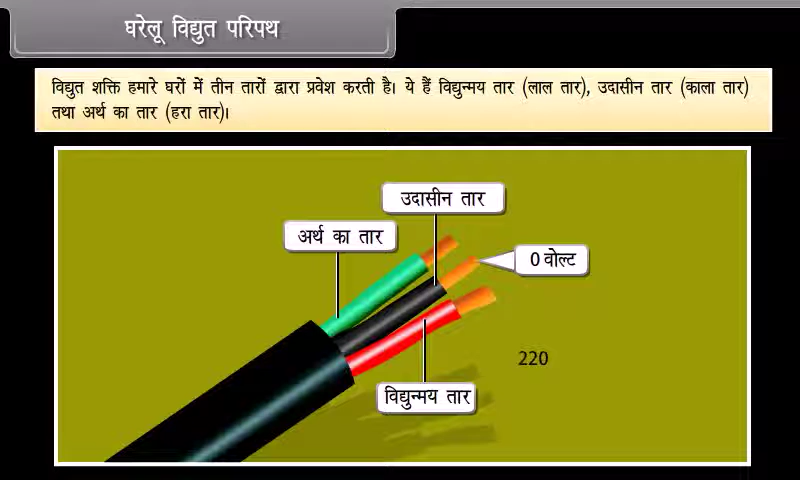 घरेलू विद्युत परिपथ
विद्युत शक्ति हमारे घरों में तीन तारों द्वारा प्रवेश करती है। ये हैं विद्युन्मय तार (लाल तार), उदासीन तार (काला तार)
तथा अर्थ का तार (हरा तार)।
उदासीन तार
अर्थ का तार
0 वोल्ट
220
विद्युन्मय तार